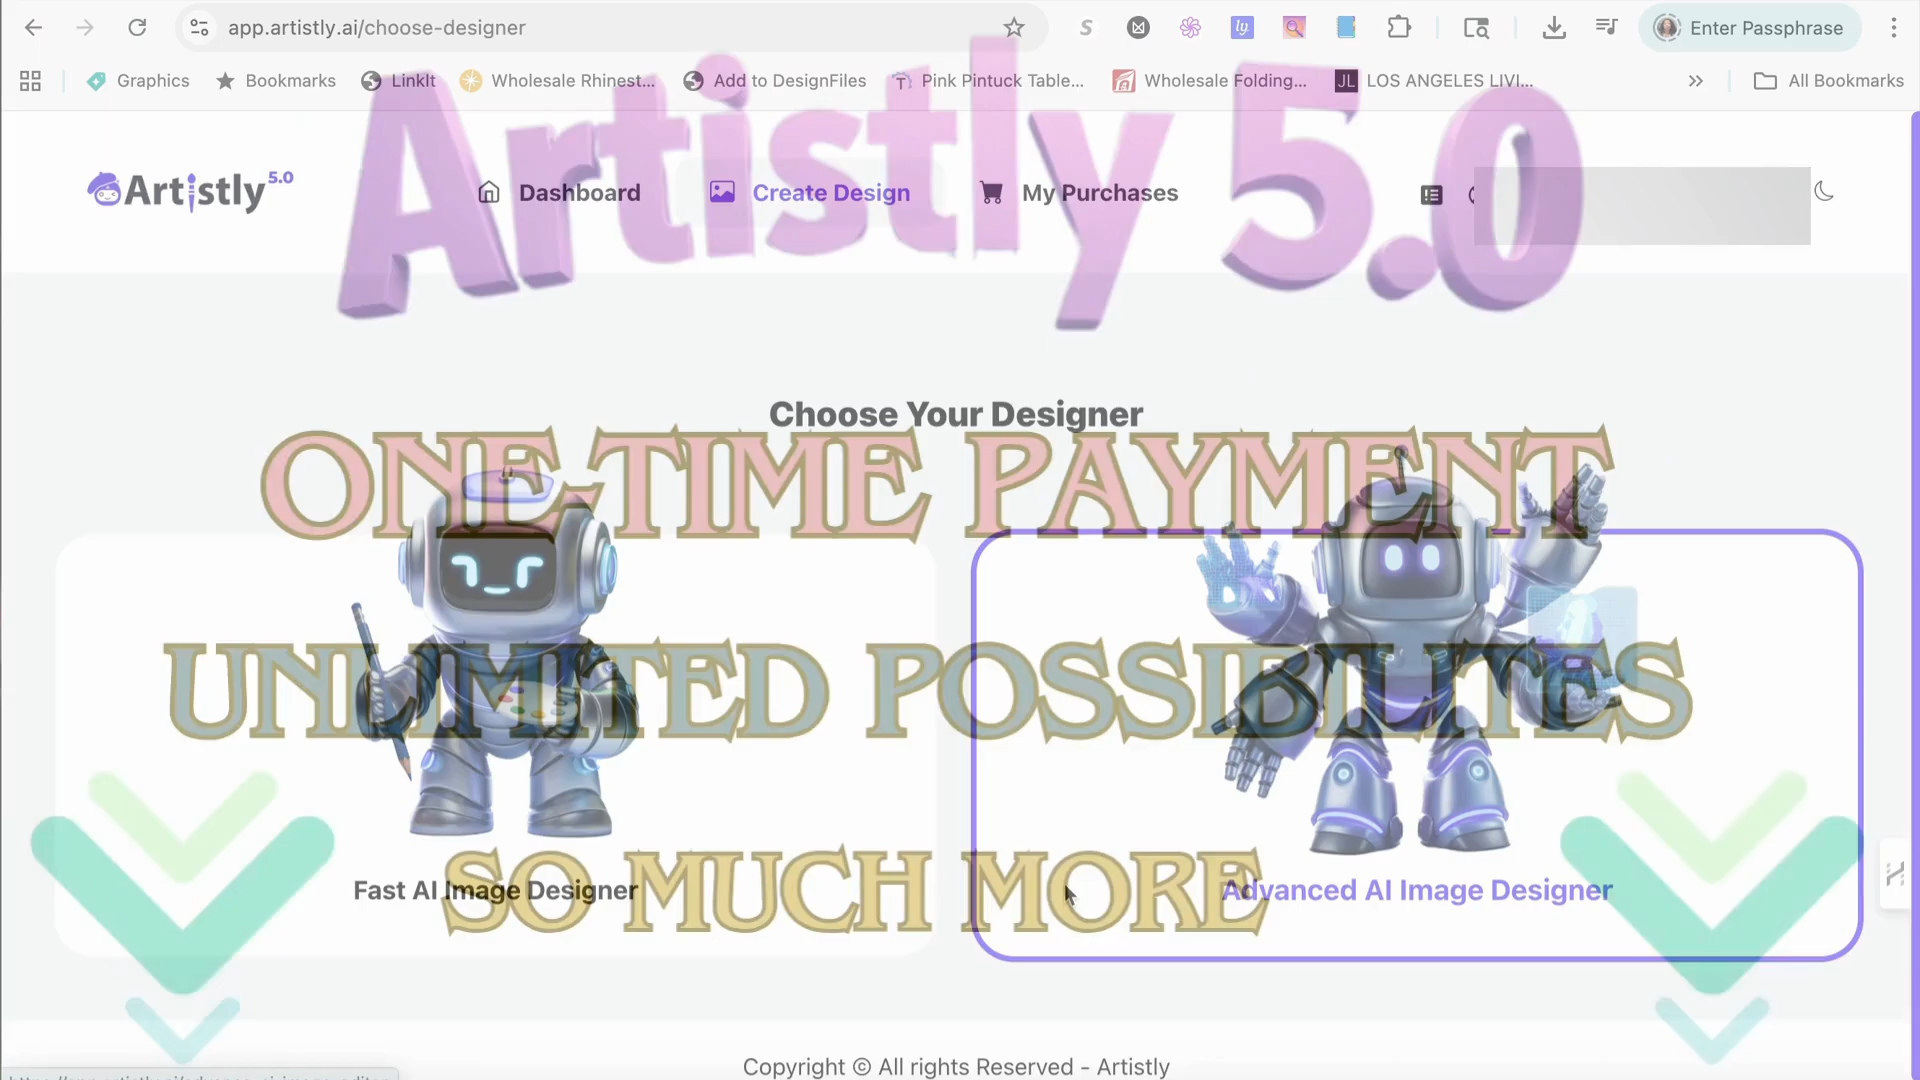 app.artistly.ai/choose-designer
Enter Passphrase
Graphics
Bookmarks
LinkIt
Wholesale Rhinest...
Add to DesignFiles
Pink Pintuck Table...
Wholesale Folding...
JL
LOS ANGELES LIVI...
All Bookmarks
Artistly 5.0
Artistly 5.0
Dashboard
Create Design
My Purchases
Choose Your Designer
ONE-TIME PAYMENT
UNLIMITED POSSIBILITES
SO MUCH MORE
Fast AI Image Designer
Advanced AI Image Designer
Copyright © All rights Reserved - Artistly